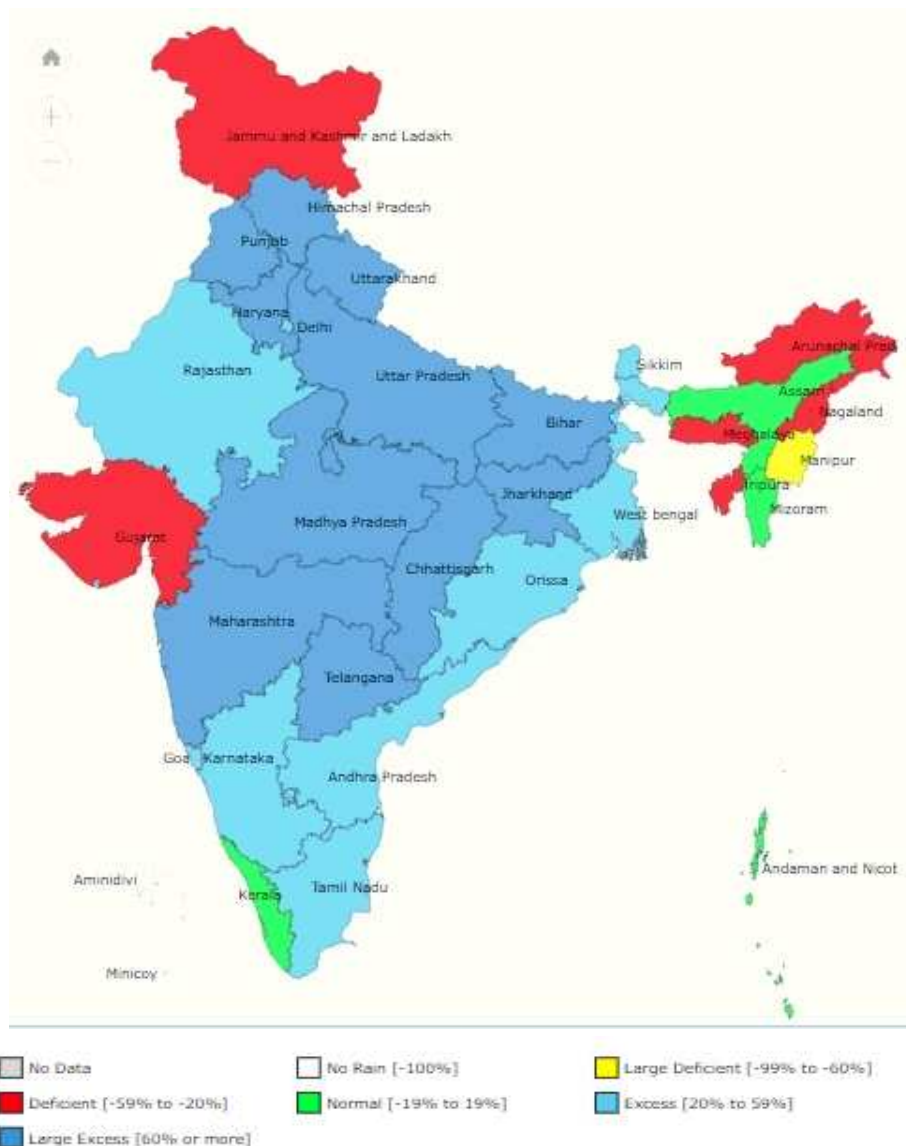 Jammu and Kashmir and Ladakh
Himachal Pradesh
Punjab
Uttarakhand
Haryana
Delhi
Rajasthan
Uttar Pradesh
Sikkim
Arunachal Prad
Assam
Nagaland
Bihar
Meghalaya
Manipur
Tripura
Jharkhand
Mizoram
West bengal
Madhya Pradesh
Gujarat
Chhattisgarh
Orissa
Maharashtra
Telangana
Goa
Karnataka
Andhra Pradesh
Andaman and Nicob
Aminidivi
Kerala
Tamil Nadu
Minicoy
No Data
No Rain [-100%]
Large Deficient [-99% to -60%]
Deficient [-59% to -20%]
Normal [-19% to 19%]
Excess [20% to 59%]
Large Excess [60% or more]